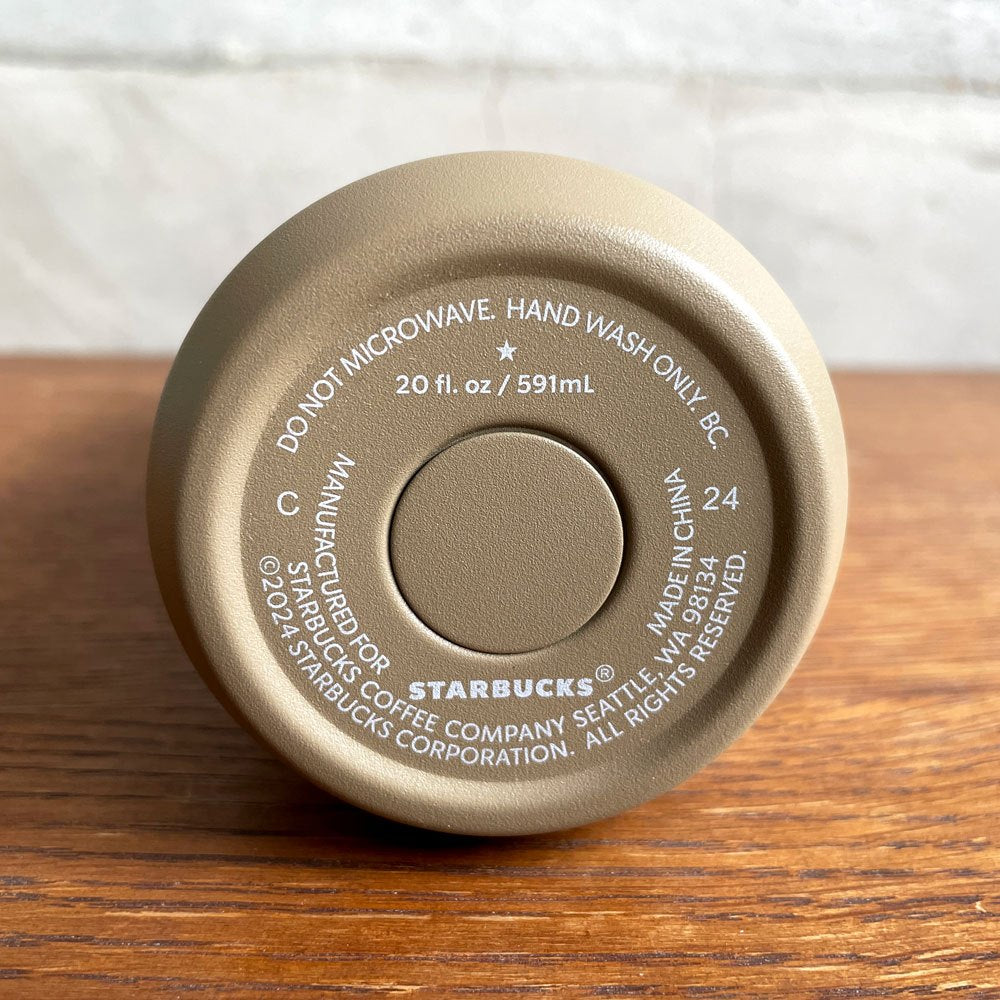 DO NOT MICROWAVE. HAND WASH ONLY. BC.
20 fl. oz / 591mL
C
24
MANUFACTURED FOR
MADE IN CHINA
STARBUCKS®
STARBUCKS COFFEE COMPANY SEATTLE, WA 98134
©2024 STARBUCKS CORPORATION. ALL RIGHTS RESERVED.